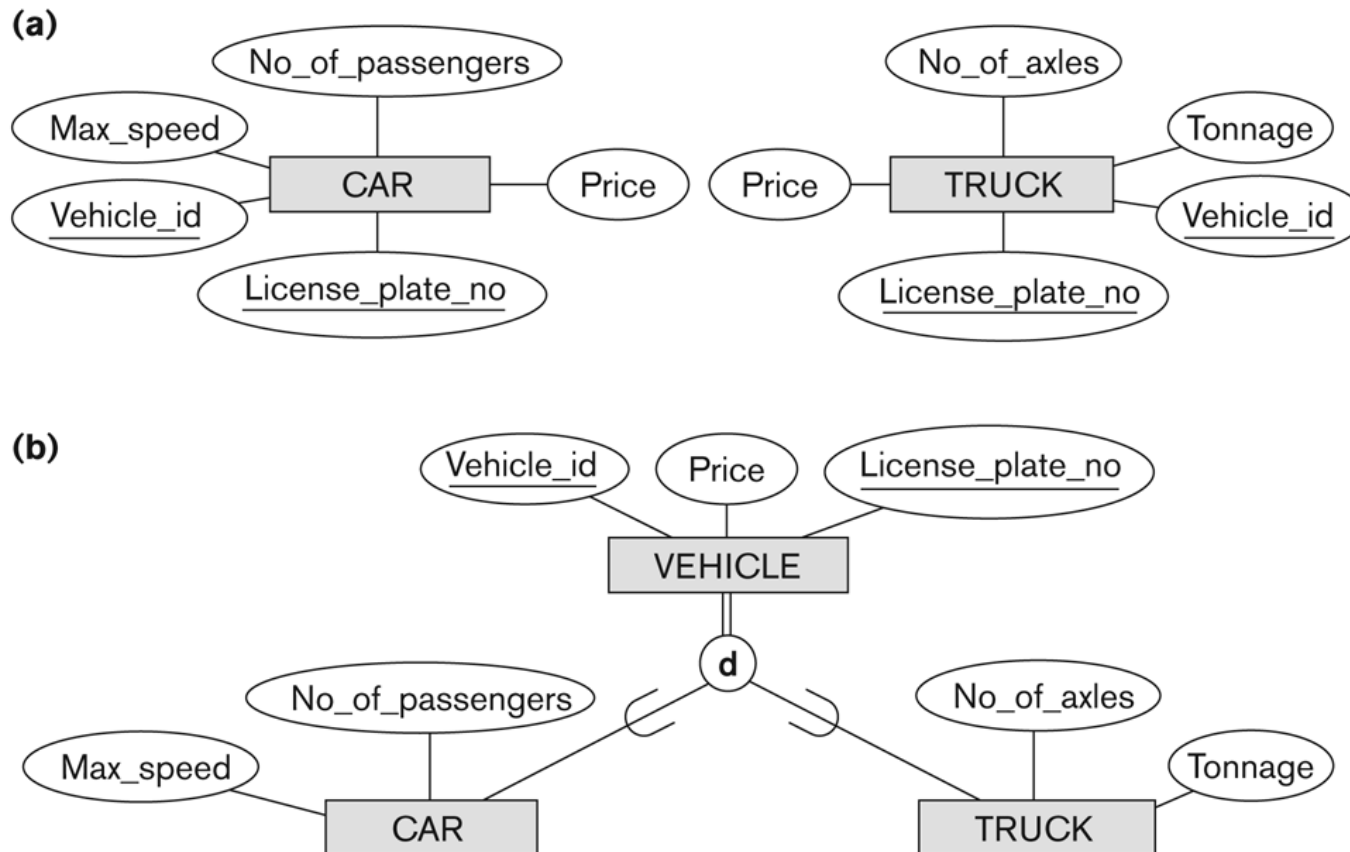 (a)
No_of_passengers
No_of_axles
Max_speed
Tonnage
CAR
Price
Price
TRUCK
Vehicle_id
Vehicle_id
License_plate_no
License_plate_no
(b)
Vehicle_id
Price
License_plate_no
VEHICLE
d
No_of_passengers
No_of_axles
Max_speed
Tonnage
CAR
TRUCK